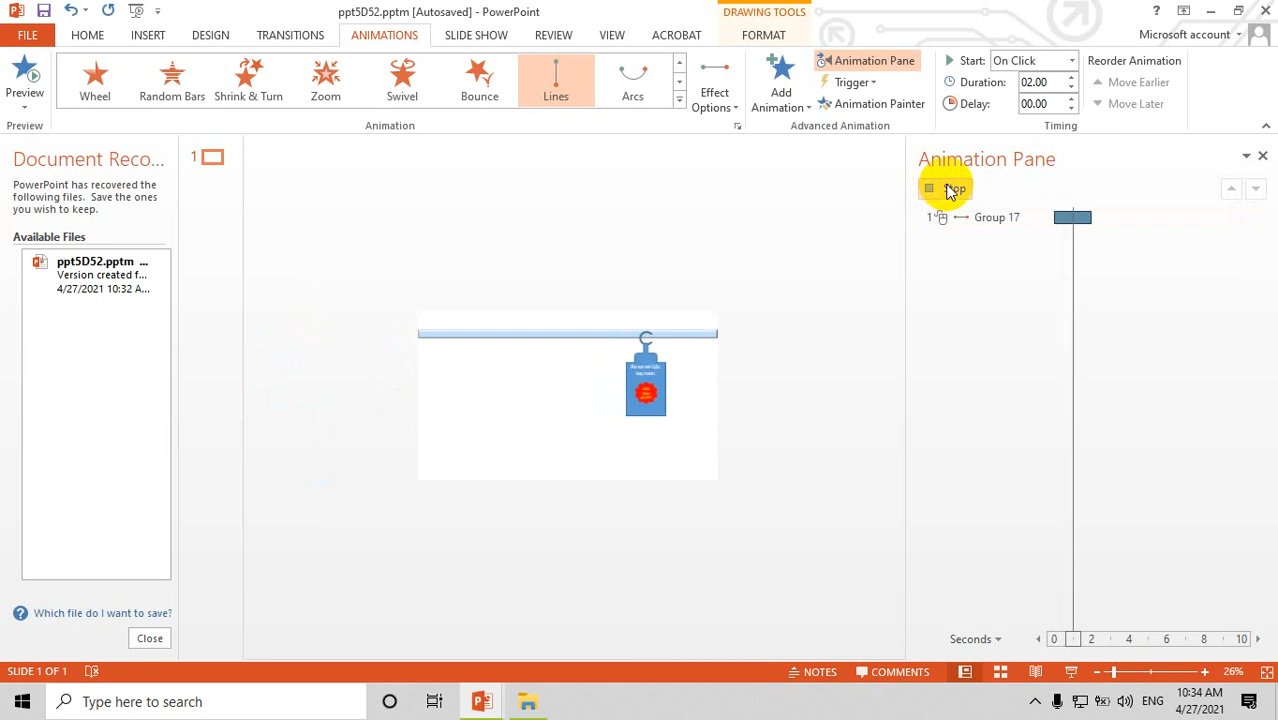 ppt5D52.pptm [Autosaved] - PowerPoint
DRAWING TOOLS
?
FILE
HOME
INSERT
DESIGN
TRANSITIONS
ANIMATIONS
SLIDE SHOW
REVIEW
VIEW
ACROBAT
FORMAT
Microsoft account
Preview
Wheel
Random Bars
Shrink & Turn
Zoom
Swivel
Bounce
Lines
Arcs
Effect Options
Add Animation
Animation Pane
Trigger
Animation Painter
Start: On Click
Duration: 02.00
Delay: 00.00
Reorder Animation
Move Earlier
Move Later
Preview
Animation
Advanced Animation
Timing
Document Reco...
PowerPoint has recovered the
following files. Save the ones
you wish to keep.
Available Files
ppt5D52.pptm ...
Version created f...
4/27/2021 10:32 A...
? Which file do I want to save?
Close
1
Animation Pane
Stop
1 Group 17
Seconds
0 2 4 6 8 10
SLIDE 1 OF 1
NOTES
COMMENTS
26%
Type here to search
ENG
10:34 AM
4/27/2021